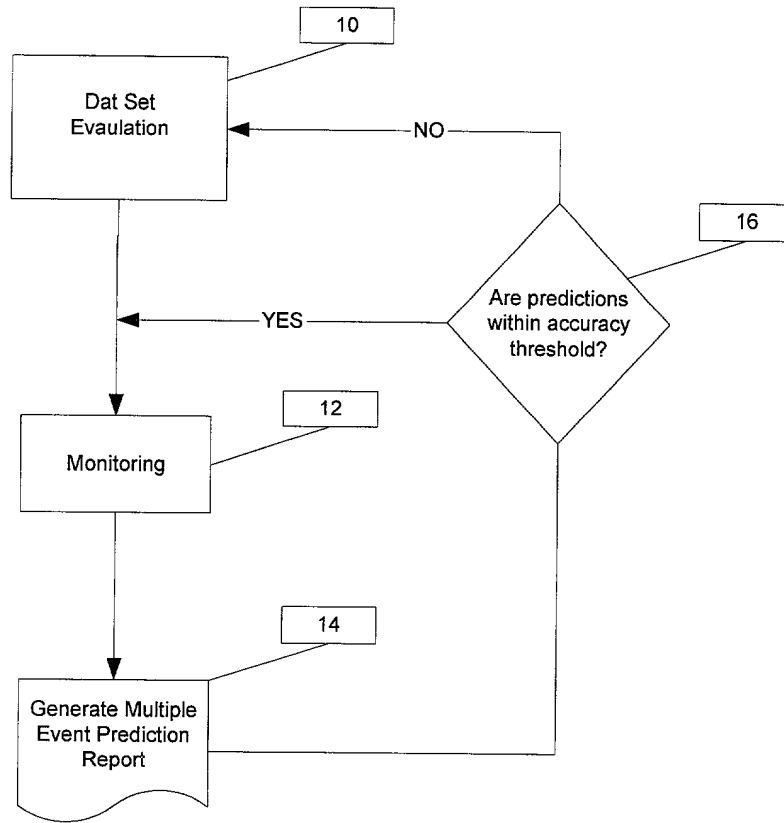 10
Dat Set
Evaulation
NO
16
Are predictions
within accuracy
threshold?
YES
12
Monitoring
14
Generate Multiple
Event Prediction
Report